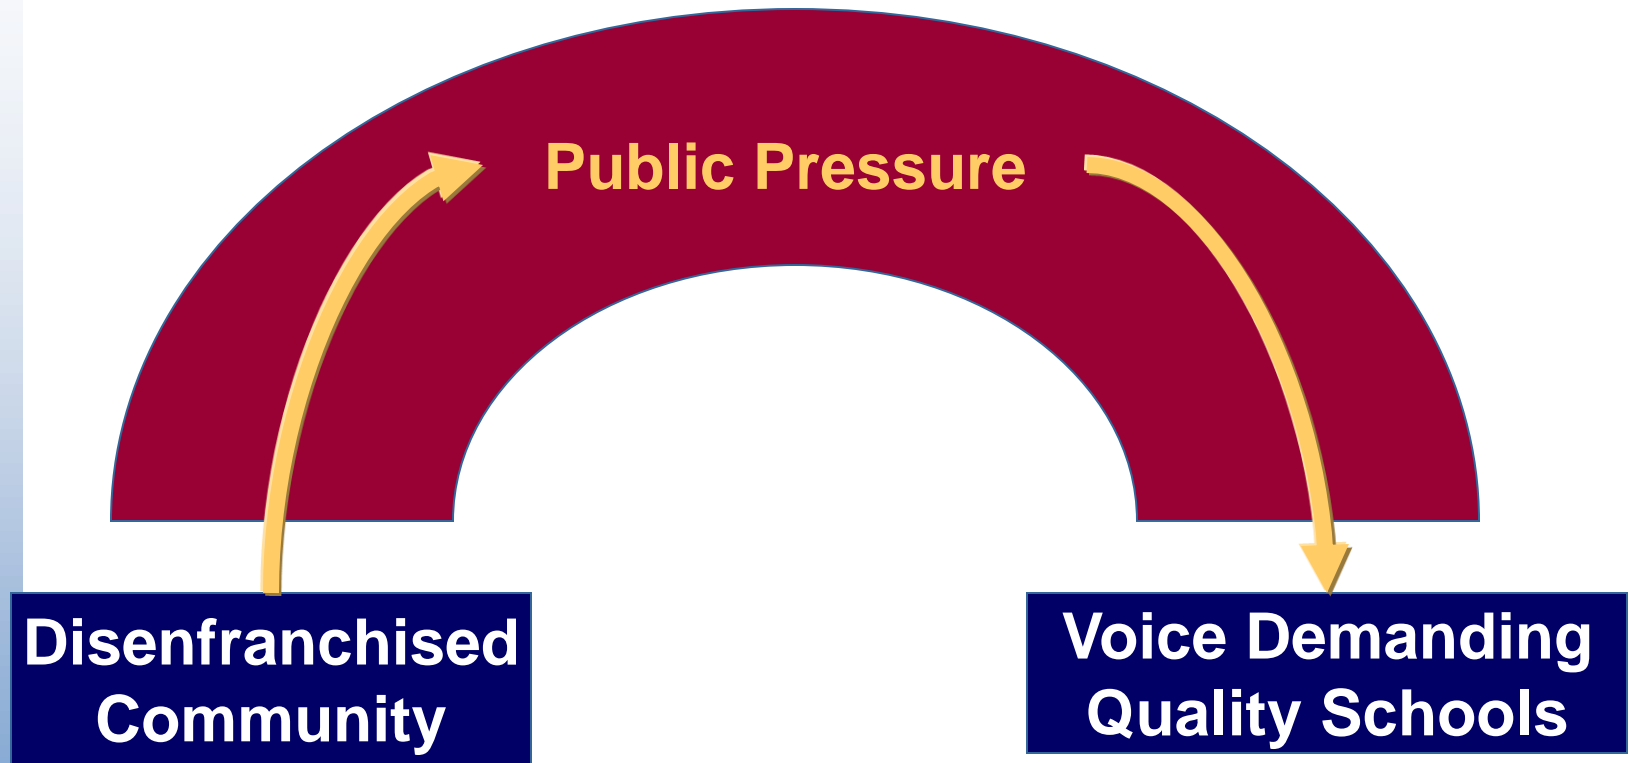 Public Pressure
Disenfranchised
Community
Voice Demanding
Quality Schools